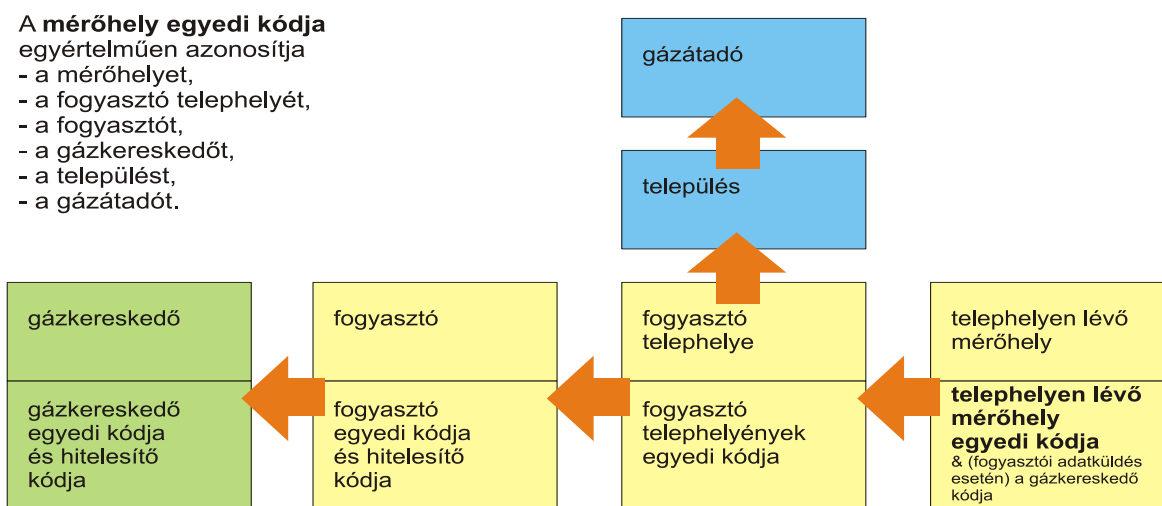 A mérőhely egyedi kódja
egyértelműen azonosítja
- a mérőhelyet,
- a fogyasztó telephelyét,
- a fogyasztót,
- a gázkereskedőt,
- a települést,
- a gázátadót.
gázátadó
település
gázkereskedő
fogyasztó
fogyasztó
telephelye
telephelyen lévő
mérőhely
gázkereskedő
egyedi kódja
és hitelesítő
kódja
fogyasztó
egyedi kódja
és hitelesítő
kódja
fogyasztó
telephelyények
egyedi kódja
telephelyen lévő
mérőhely
egyedi kódja
& (fogyasztói adatküldés
esetén) a gázkereskedő
kódja